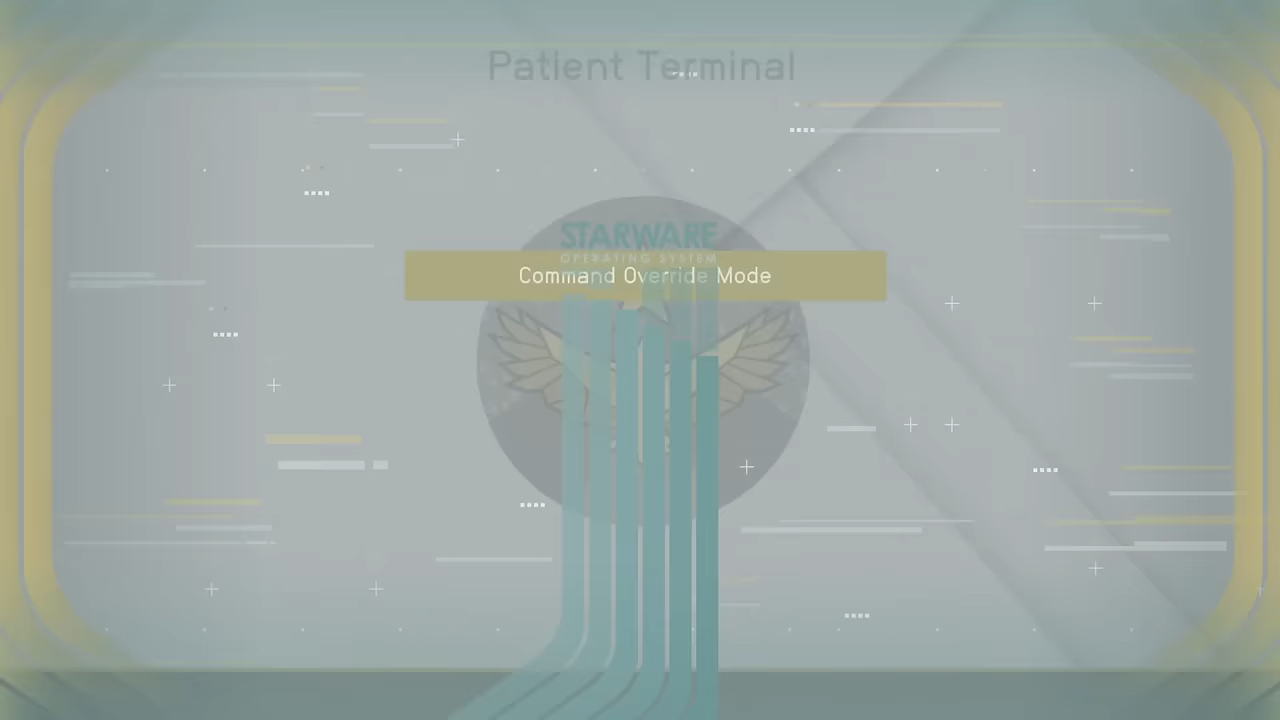 Patient Terminal
STARWARE
OPERATING SYSTEM
Command Override Mode